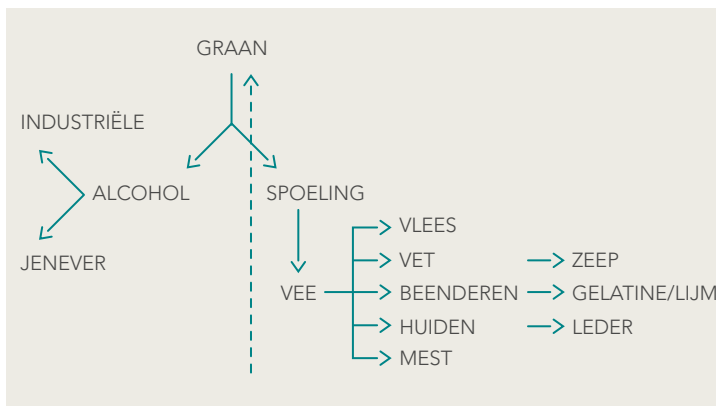 GRAAN
INDUSTRIËLE
ALCOHOL
SPOELING
JENEVER
VEE
VLEES
VET
ZEEP
BEENDEREN
GELATINE/LIJM
HUIDEN
LEDER
MEST